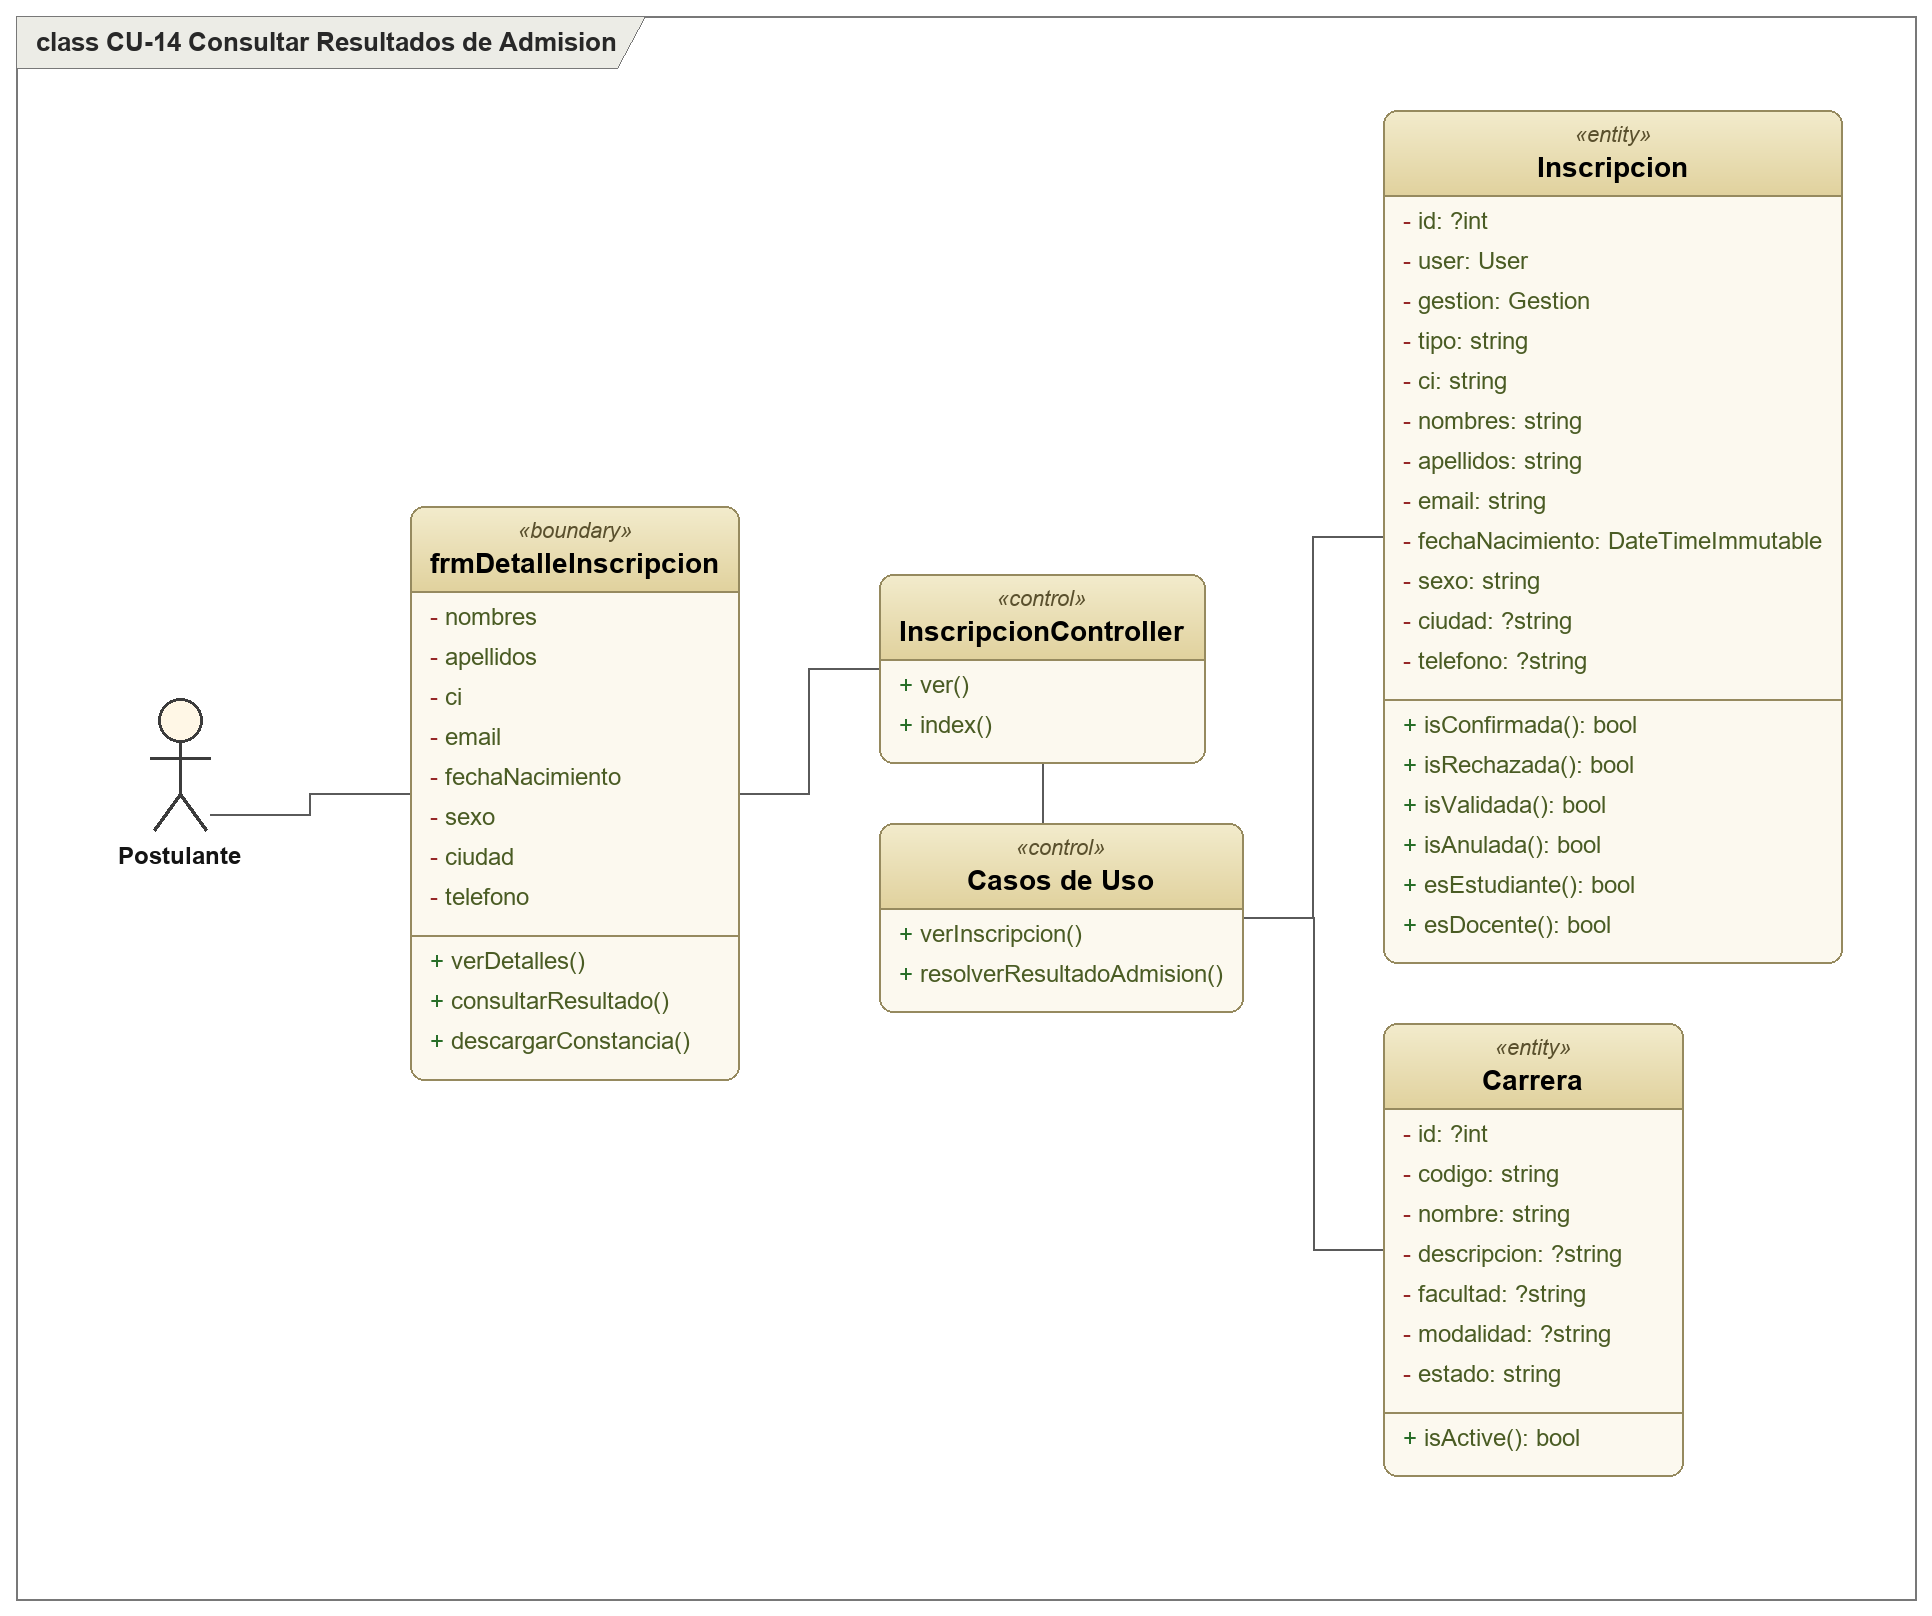 class CU-14 Consultar Resultados de Admision
Postulante
«boundary»
frmDetalleInscripcion
- nombres
- apellidos
- ci
- email
- fechaNacimiento
- sexo
- ciudad
- telefono
+ verDetalles()
+ consultarResultado()
+ descargarConstancia()
«control»
InscripcionController
+ ver()
+ index()
«control»
Casos de Uso
+ verInscripcion()
+ resolverResultadoAdmision()
«entity»
Inscripcion
- id: ?int
- user: User
- gestion: Gestion
- tipo: string
- ci: string
- nombres: string
- apellidos: string
- email: string
- fechaNacimiento: DateTimeImmutable
- sexo: string
- ciudad: ?string
- telefono: ?string
+ isConfirmada(): bool
+ isRechazada(): bool
+ isValidada(): bool
+ isAnulada(): bool
+ esEstudiante(): bool
+ esDocente(): bool
«entity»
Carrera
- id: ?int
- codigo: string
- nombre: string
- descripcion: ?string
- facultad: ?string
- modalidad: ?string
- estado: string
+ isActive(): bool